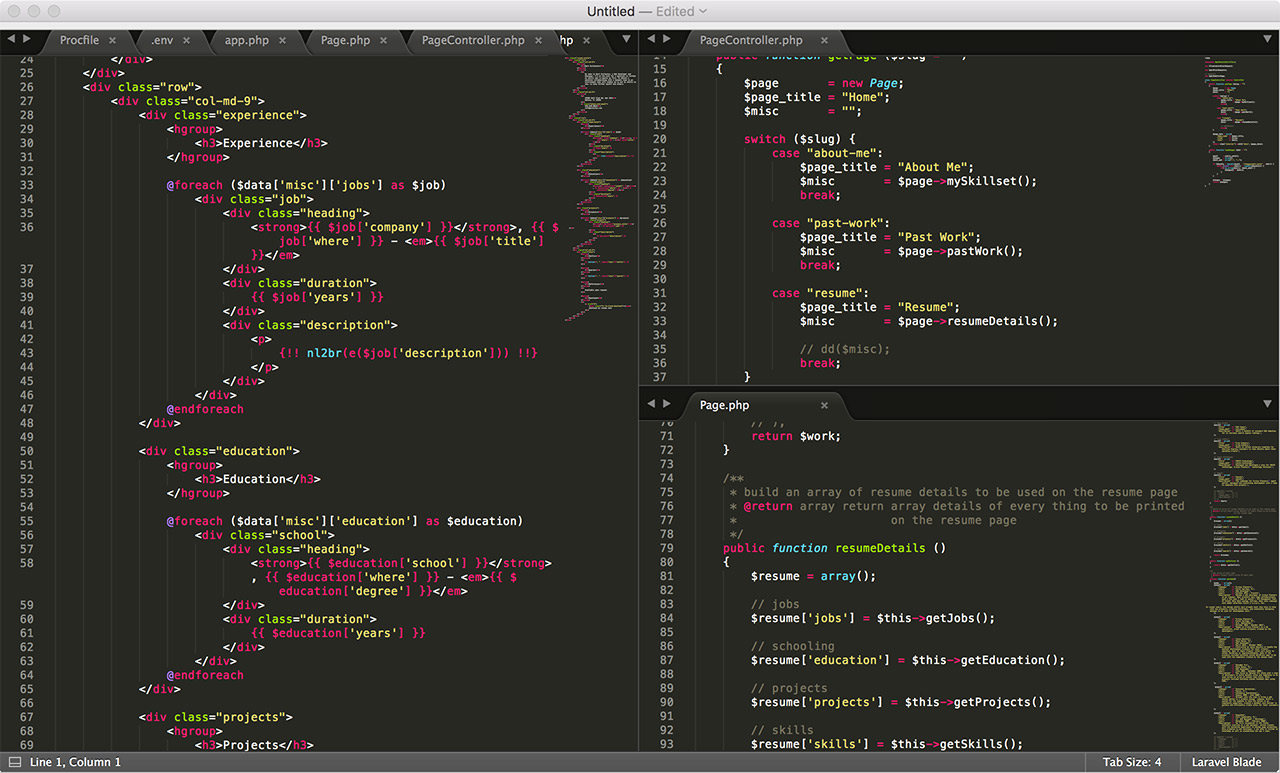 Untitled — Edited
Procfile × .env × app.php × Page.php × PageController.php × hp ×
24 </div>
25 </div>
26 <div class="row">
27 <div class="col-md-9">
28 <div class="experience">
29 <hgroup>
30 <h3>Experience</h3>
31 </hgroup>
32
33 @foreach ($data['misc']['jobs'] as $job)
34 <div class="job">
35 <div class="heading">
36 <strong>{{ $job['company'] }}</strong>, {{ $
job['where'] }} – <em>{{ $job['title']
}}</em>
37 </div>
38 <div class="duration">
39 {{ $job['years'] }}
40 </div>
41 <div class="description">
42 <p>
43 {!! nl2br(e($job['description'])) !!}
44 </p>
45 </div>
46 </div>
47 @endforeach
48 </div>
49
50 <div class="education">
51 <hgroup>
52 <h3>Education</h3>
53 </hgroup>
54
55 @foreach ($data['misc']['education'] as $education)
56 <div class="school">
57 <div class="heading">
58 <strong>{{ $education['school'] }}</strong>
, {{ $education['where'] }} – <em>{{ $
education['degree'] }}</em>
59 </div>
60 <div class="duration">
61 {{ $education['years'] }}
62 </div>
63 </div>
64 @endforeach
65 </div>
66
67 <div class="projects">
68 <hgroup>
69 <h3>Projects</h3>
PageController.php ×
14 public function getPage ($slug
15 {
16 $page = new Page;
17 $page_title = "Home";
18 $misc = "";
19
20 switch ($slug) {
21 case "about-me":
22 $page_title = "About Me";
23 $misc = $page->mySkillset();
24 break;
25
26 case "past-work":
27 $page_title = "Past Work";
28 $misc = $page->pastWork();
29 break;
30
31 case "resume":
32 $page_title = "Resume";
33 $misc = $page->resumeDetails();
34
35 // dd($misc);
36 break;
37 }
Page.php ×
70 // );
71 return $work;
72 }
73
74 /**
75 * build an array of resume details to be used on the resume page
76 * @return array return array details of every thing to be printed
77 * on the resume page
78 */
79 public function resumeDetails ()
80 {
81 $resume = array();
82
83 // jobs
84 $resume['jobs'] = $this->getJobs();
85
86 // schooling
87 $resume['education'] = $this->getEducation();
88
89 // projects
90 $resume['projects'] = $this->getProjects();
91
92 // skills
93 $resume['skills'] = $this->getSkills();
Line 1, Column 1
Tab Size: 4
Laravel Blade